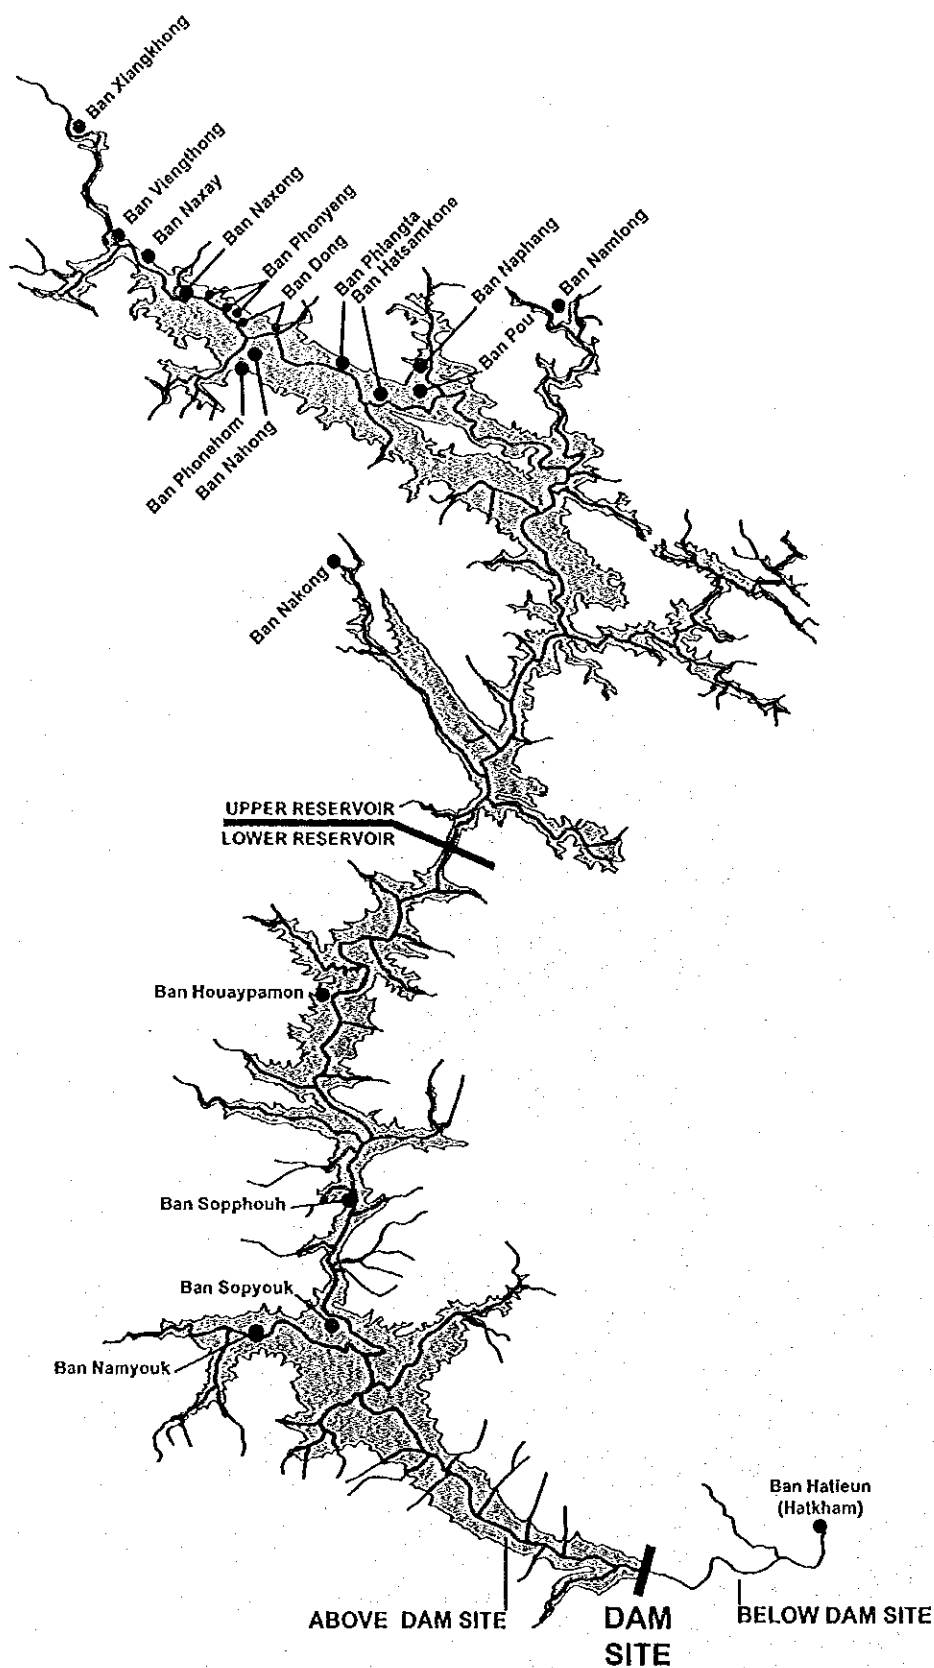 Ban Xiangkhong
Ban Viengthong
Ban Naxay
Ban Naxong
Ban Phonyeng
Ban Dong
Ban Phiangta
Ban Hatsamkone
Ban Naphang
Ban Pou
Ban Namlong
Ban Phonehom
Ban Nahong
Ban Nakong
UPPER RESERVOIR
LOWER RESERVOIR
Ban Houaypamon
Ban Sopphouh
Ban Sopyouk
Ban Namyouk
Ban Hatieun
(Hatkham)
ABOVE DAM SITE
DAM
SITE
BELOW DAM SITE